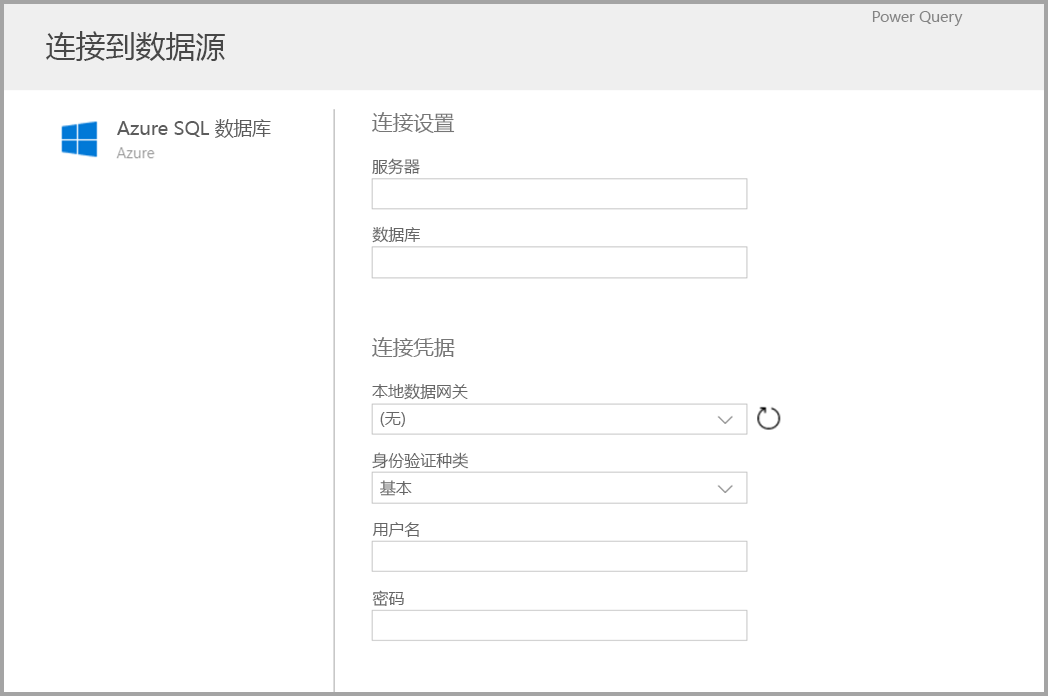 Power Query
连接到数据源
Azure SQL 数据库
Azure
连接设置
服务器
数据库
连接凭据
本地数据网关
(无)
身份验证种类
基本
用户名
密码